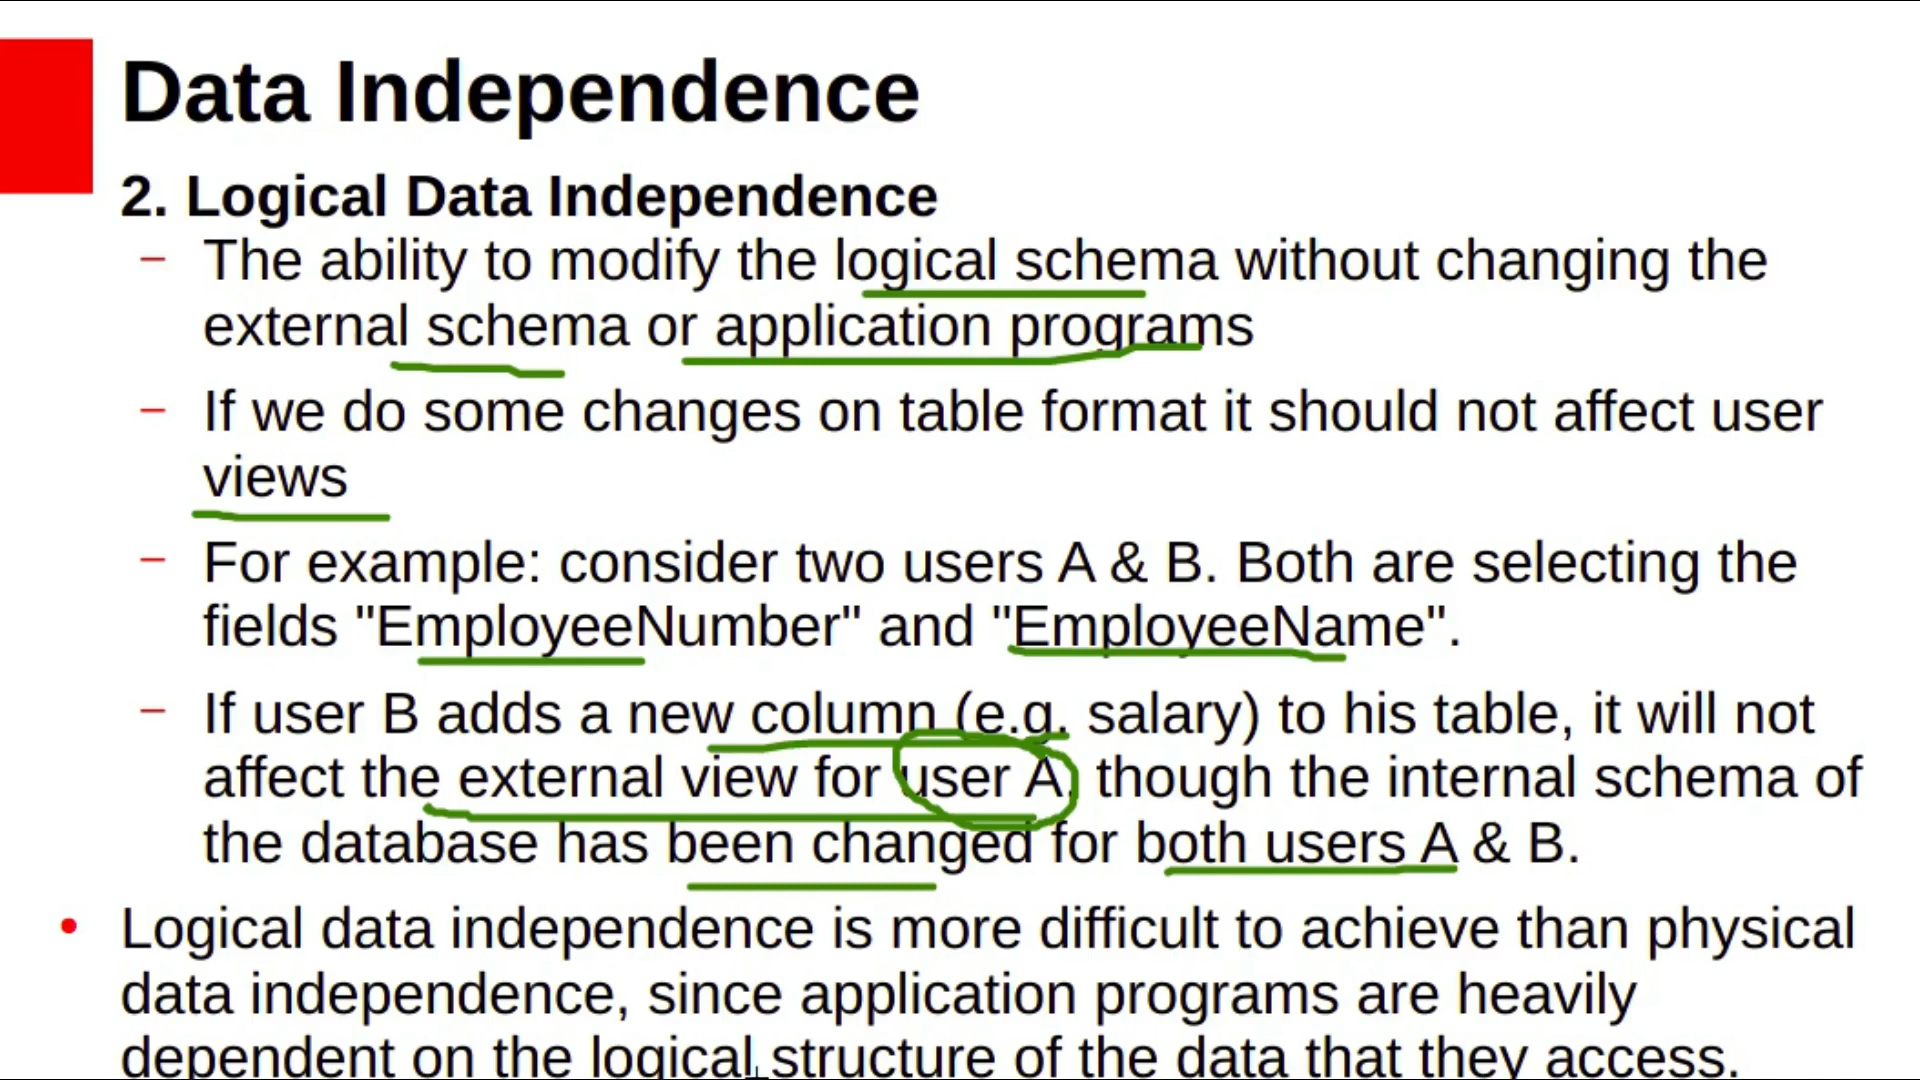 Data Independence
2. Logical Data Independence
– The ability to modify the logical schema without changing the
external schema or application programs
– If we do some changes on table format it should not affect user
views
– For example: consider two users A & B. Both are selecting the
fields "EmployeeNumber" and "EmployeeName".
– If user B adds a new column (e.g. salary) to his table, it will not
affect the external view for user A, though the internal schema of
the database has been changed for both users A & B.
• Logical data independence is more difficult to achieve than physical
data independence, since application programs are heavily
dependent on the logical structure of the data that they access.